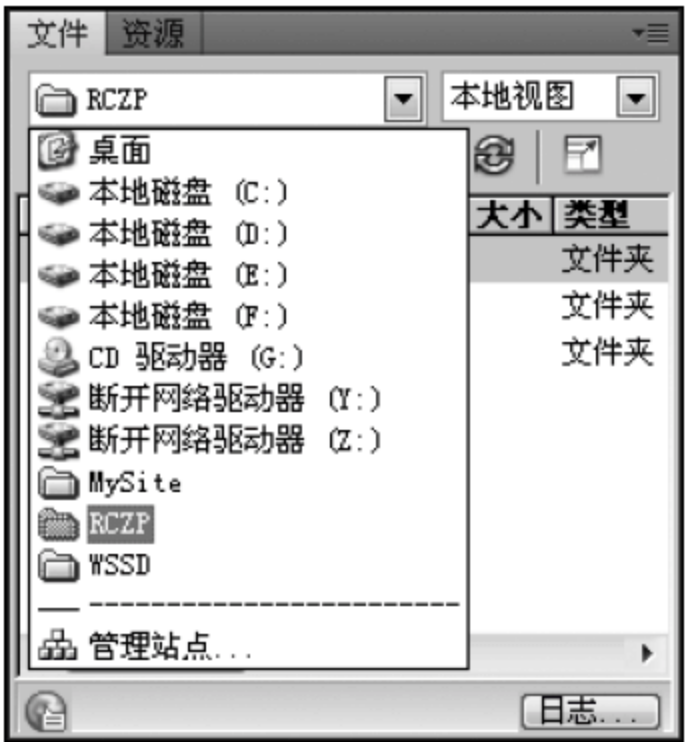 文件 资源
RCZP 本地视图
桌面
本地磁盘 (C:)
大小 类型
本地磁盘 (D:)
文件夹
本地磁盘 (E:)
文件夹
本地磁盘 (F:)
文件夹
CD 驱动器 (G:)
断开网络驱动器 (Y:)
断开网络驱动器 (Z:)
MySite
RCZP
WSSD
管理站点...
日志...